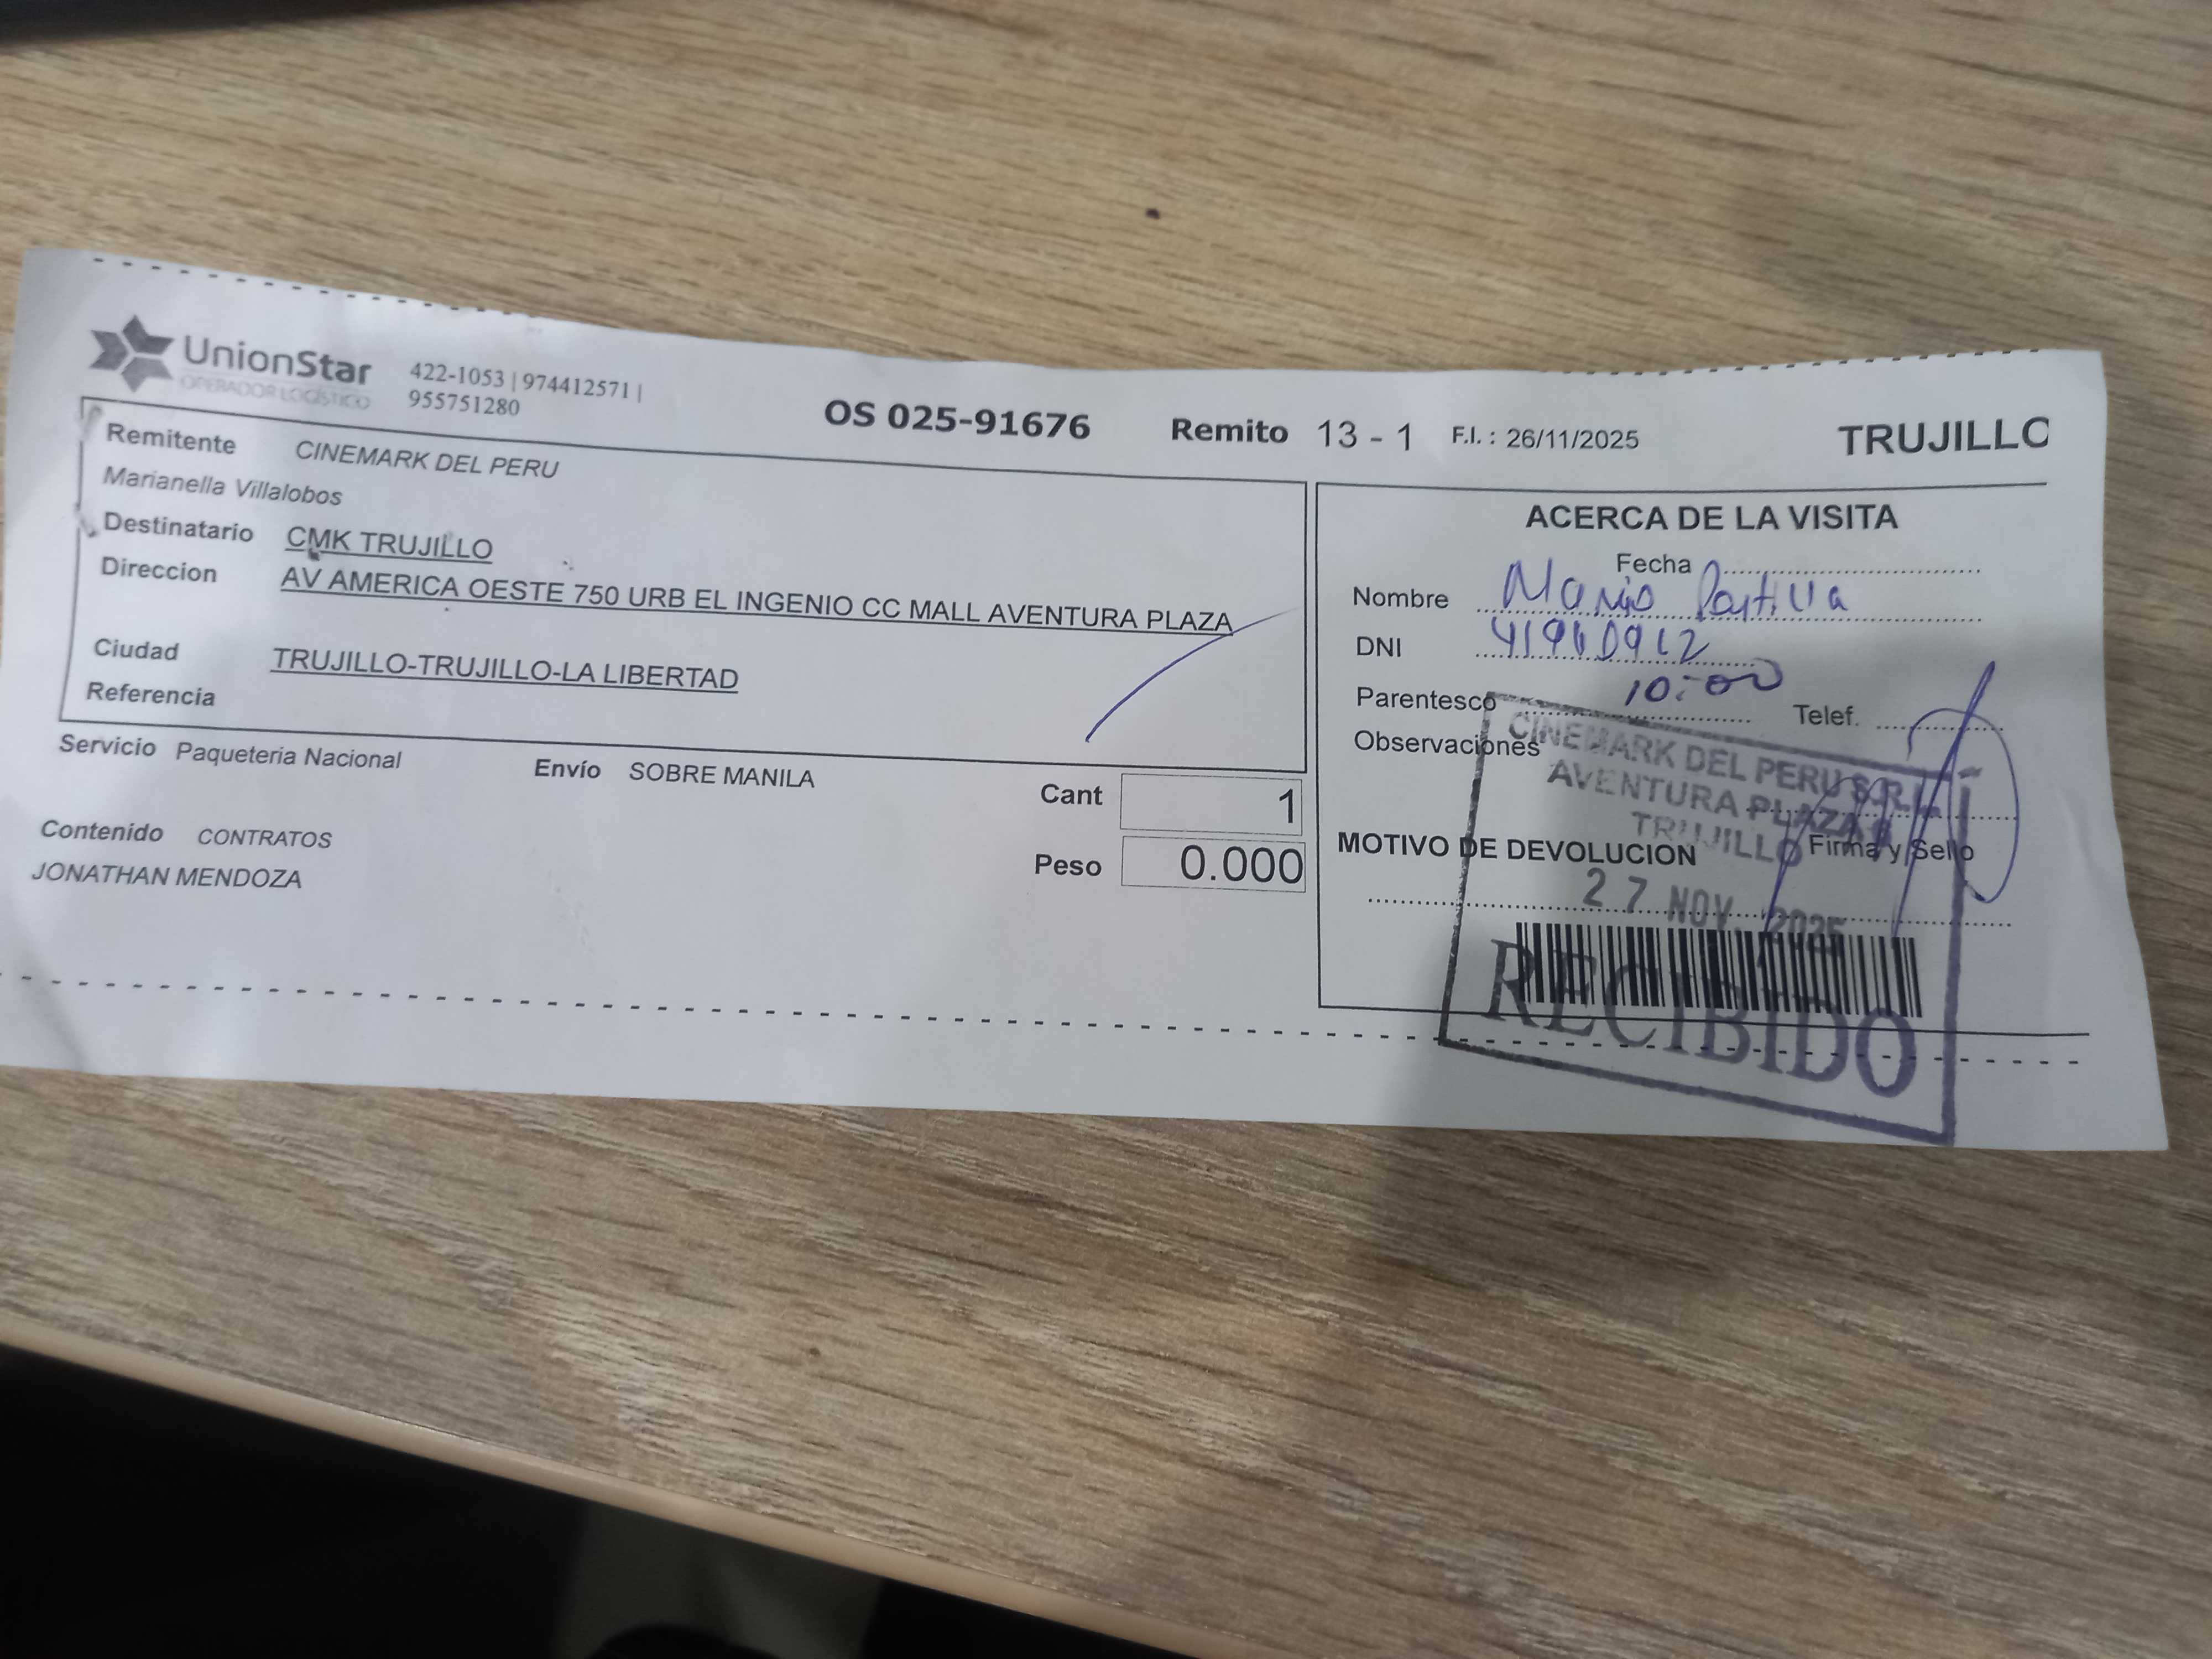 UnionStar
OPERADOR LOGÍSTICO
422-1053 | 974412571 |
955751280
OS 025-91676 Remito 13 - 1 F.I. : 26/11/2025 TRUJILLO
Remitente CINEMARK DEL PERU
Marianella Villalobos
Destinatario CMK TRUJILLO
Direccion AV AMERICA OESTE 750 URB EL INGENIO CC MALL AVENTURA PLAZA
Ciudad TRUJILLO-TRUJILLO-LA LIBERTAD
Referencia
Servicio Paqueteria Nacional Envío SOBRE MANILA Cant 1
Contenido CONTRATOS Peso 0.000
JONATHAN MENDOZA
ACERCA DE LA VISITA
Fecha
Nombre Portilla
DNI
10:00
Parentesco Telef.
Observaciones
CINEMARK DEL PERU S.R.L.
AVENTURA PLAZA
TRUJILLO
Firma y Sello
MOTIVO DE DEVOLUCION
27 NOV. 2025
RECIBIDO